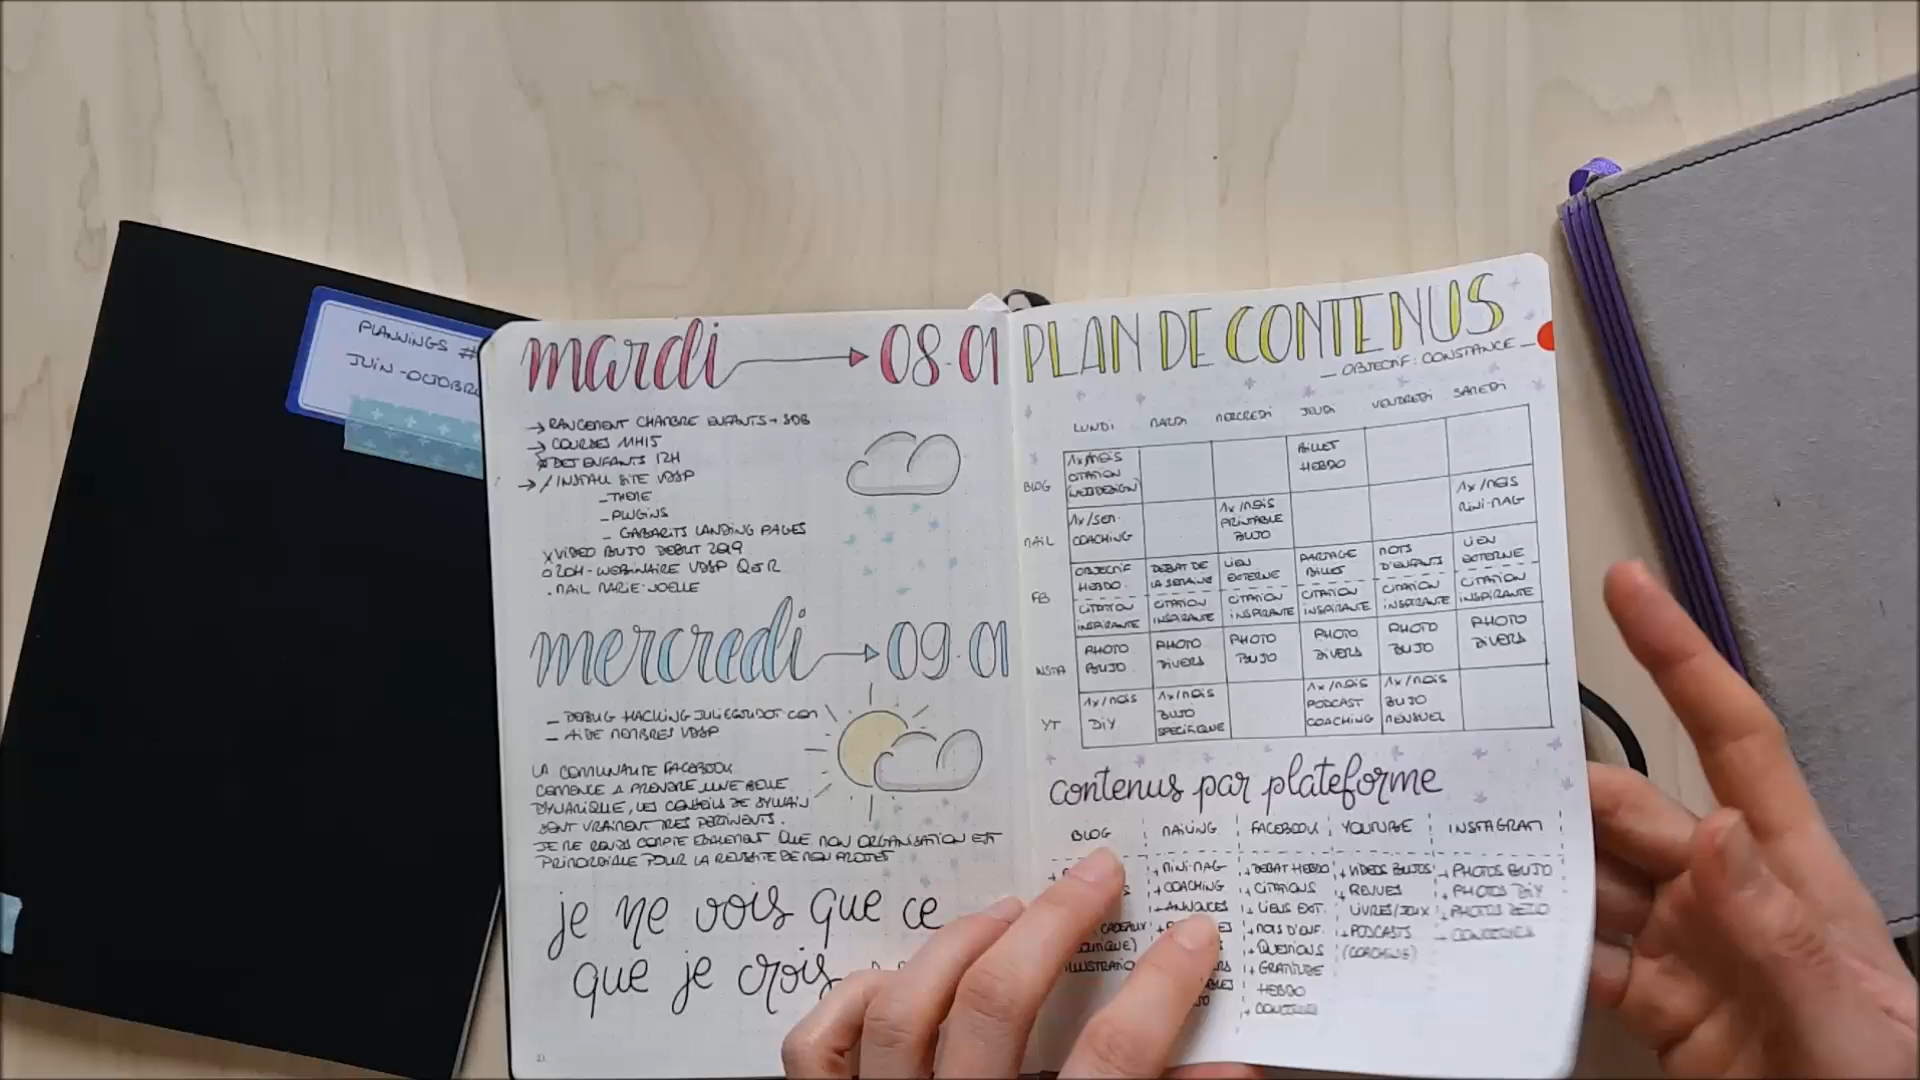 PLANNINGS #
JUIN - OCTOBRE
mardi → 08.01
→ RANGEMENT CHAMBRE ENFANTS + SDB
→ COURSES 11H15
DEJ ENFANTS 12H
→ / INSTALL SITE VDSP
- THEME
- PLUGINS
- GABARITS LANDING PAGES
X VIDEO BUJO DEBUT 2019
O 20H - WEBINAIRE VDSP Q&R
. MAIL MARIE-JOELLE
mercredi → 09.01
- DEBUG HACKING JULIEGUDOT.COM
- AIDE MEMBRES VDSP
LA COMMUNAUTE FACEBOOK
COMMENCE A PRENDRE UNE BELLE
DYNAMIQUE, LES CONSEILS DE SYLVAIN
SONT VRAIMENT TRES PERTINENTS.
JE ME RENDS COMPTE EGALEMENT QUE MON ORGANISATION EST
PRIMORDIALE POUR LA REUSSITE DE MON PROJET
je ne vois que ce
que je crois
PLAN DE CONTENUS
_ OBJECTIF : CONSTANCE _
LUNDI MARDI MERCREDI JEUDI VENDREDI SAMEDI
BLOG
1x/MOIS CITATION (WEBDESIGN)
BILLET HEBDO
MAIL
1x/SEM. COACHING
1x/MOIS PRINTABLE BUJO
1x/MOIS MINI-MAG
FB
OBJECTIF HEBDO
DEBAT DE LA SEMAINE
LIEN EXTERNE
PARTAGE BILLET
MOTS D'ENFANTS
LIEN EXTERNE
CITATION INSPIRANTE
CITATION INSPIRANTE
CITATION INSPIRANTE
CITATION INSPIRANTE
CITATION INSPIRANTE
CITATION INSPIRANTE
INSTA
PHOTO BUJO
PHOTO DIVERS
PHOTO BUJO
PHOTO DIVERS
PHOTO BUJO
PHOTO DIVERS
YT
1x/MOIS DIY
1x/MOIS BUJO SPECIFIQUE
1x/MOIS PODCAST COACHING
1x/MOIS BUJO MENSUEL
contenus par plateforme
BLOG MAILING FACEBOOK YOUTUBE INSTAGRAM
+ MINI-MAG + DEBAT HEBDO + VIDEOS BUJOS + PHOTOS BUJO
+ COACHING + CITATIONS + REVUES + PHOTOS DIY
+ ANNONCES + LIENS EXT. LIVRES/JEUX + PHOTOS
CADEAUX + MOTS D'ENF. + PODCASTS
+ QUESTIONS (COACHING)
ILLUSTRATIO + GRATITUDE
HEBDO